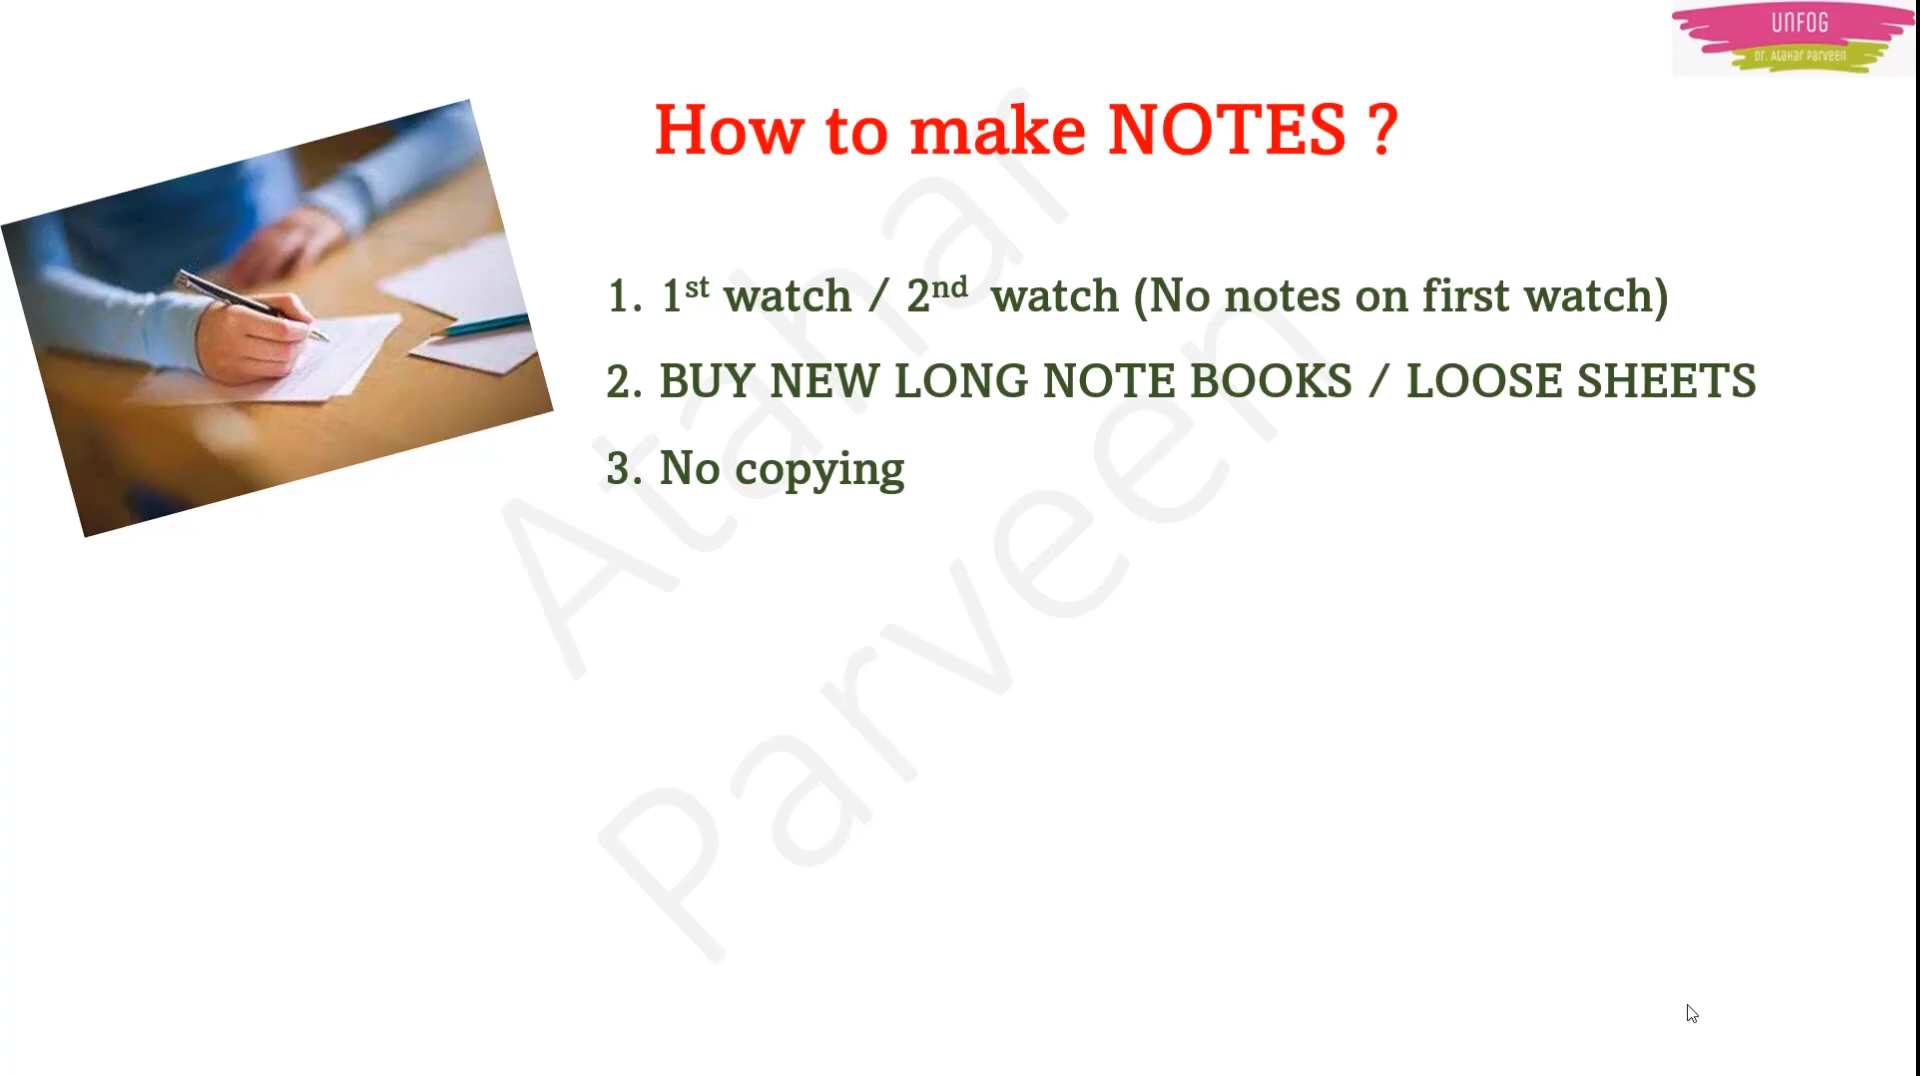 UNFOG
Dr. Atahar Parveen
How to make NOTES ?
1. 1st watch / 2nd watch (No notes on first watch)
2. BUY NEW LONG NOTE BOOKS / LOOSE SHEETS
3. No copying
Atahar
Parveen